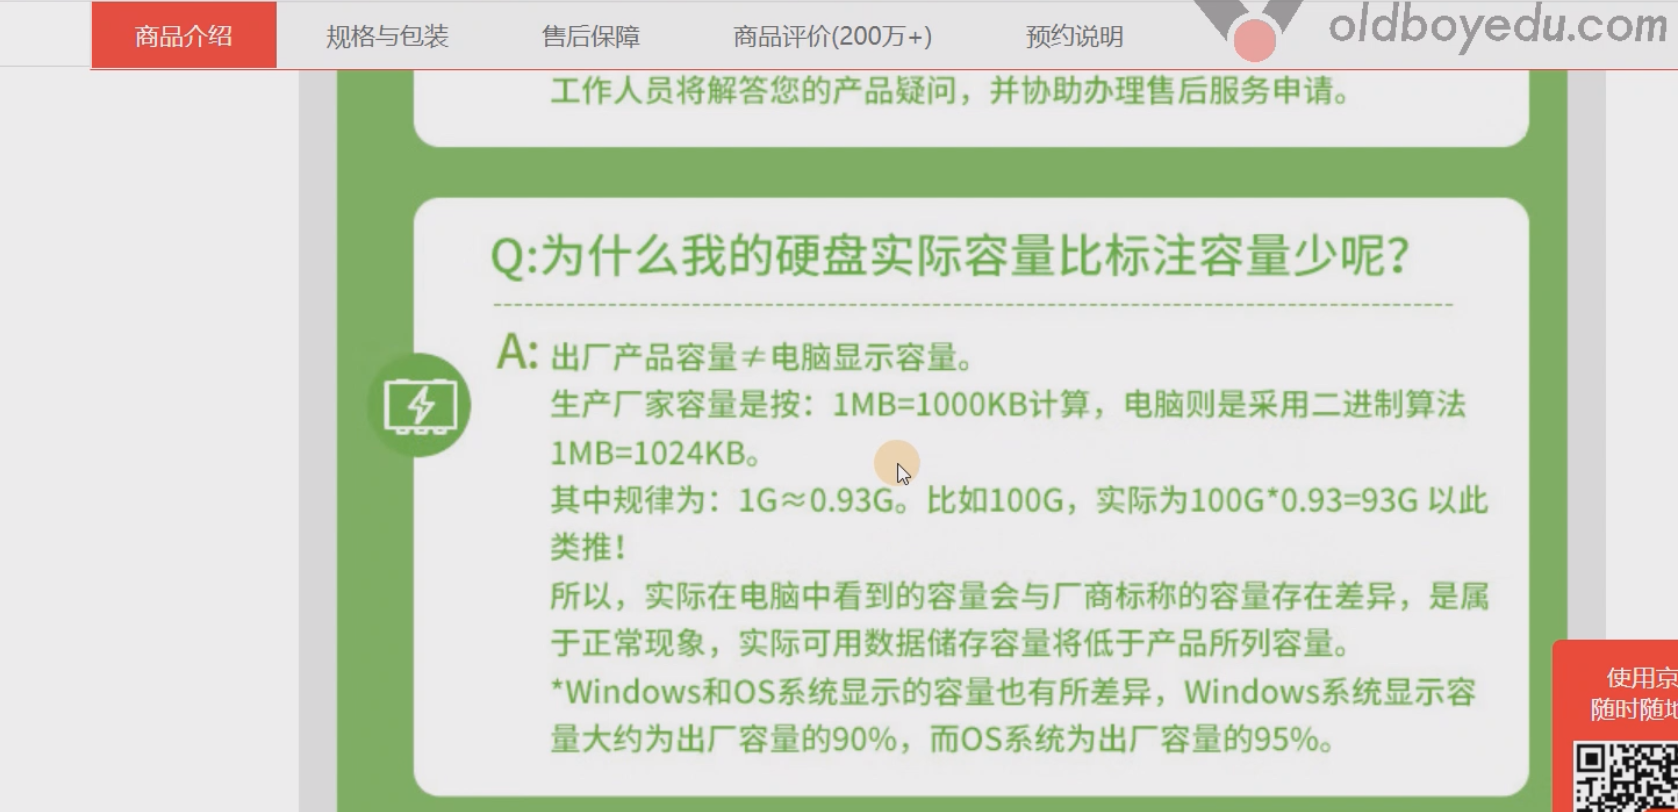 商品介绍
规格与包装
售后保障
商品评价(200万+)
预约说明
oldboyedu.com
工作人员将解答您的产品疑问，并协助办理售后服务申请。
Q:为什么我的硬盘实际容量比标注容量少呢？
A: 出厂产品容量≠电脑显示容量。
生产厂家容量是按：1MB=1000KB计算，电脑则是采用二进制算法
1MB=1024KB。
其中规律为：1G≈0.93G。比如100G，实际为100G*0.93=93G 以此
类推！
所以，实际在电脑中看到的容量会与厂商标称的容量存在差异，是属
于正常现象，实际可用数据储存容量将低于产品所列容量。
*Windows和OS系统显示的容量也有所差异，Windows系统显示容
量大约为出厂容量的90%，而OS系统为出厂容量的95%。
使用京
随时随地